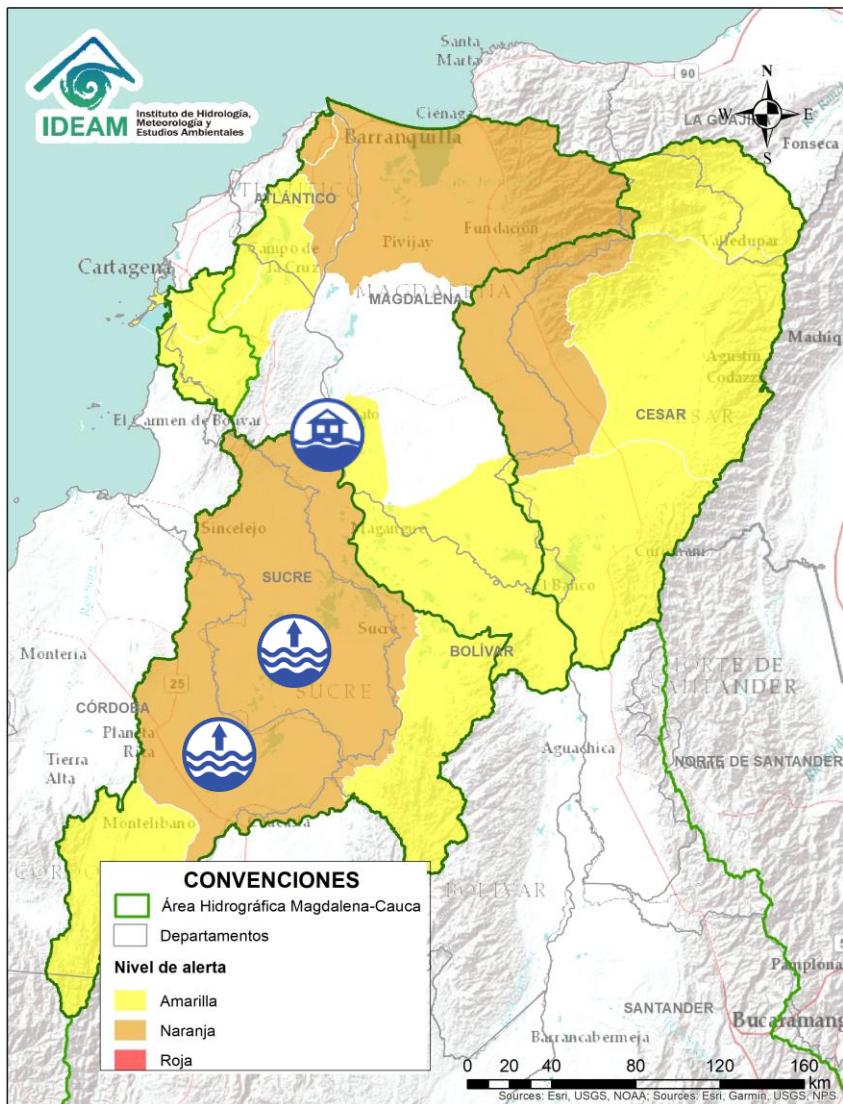 Santa
Marta
90
N
W E
S
Ciénaga
LA GUAJIRA
Fonseca
IDEAM
Instituto de Hidrología,
Meteorología y
Estudios Ambientales
Barranquilla
ATLÁNTICO
Valledupar
Pivijay
Fundación
Campo de
la Cruz
Cartagena
MAGDALENA
MAGDALENA
Agustín
Codazzi
CESAR
El Carmen de Bolívar
Sincelejo
Magangué
SUCRE
El Banco
Sucre
BOLÍVAR
SUCRE
Montería
25
CÓRDOBA
Planeta
Rica
Tierra
Alta
NORTE DE
SANTANDER
Aguachica
NORTE DE SANTANDER
Montelibano
BOLÍVAR
CONVENCIONES
Área Hidrográfica Magdalena-Cauca
Departamentos
Nivel de alerta
Amarilla
Naranja
Roja
Pamplona
SANTANDER
Bucaramang
Barrancabermeja
0 20 40 80 120 160
km
Sources: Esri, USGS, NOAA; Sources: Esri, Garmin, USGS, NPS